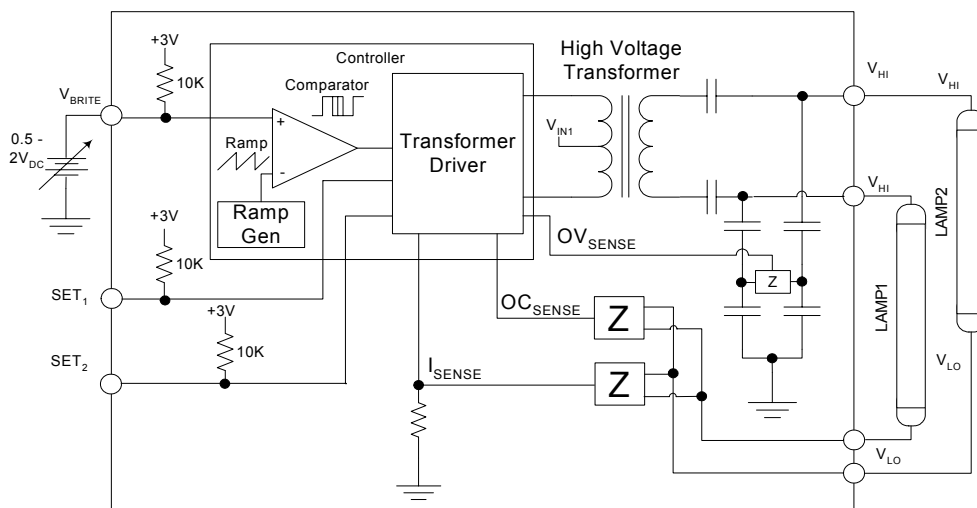 +3V
10K
Controller
Comparator
High Voltage
Transformer
V_HI
V_HI
V_BRITE
+
-
Transformer
Driver
V_IN1
0.5 -
2V_DC
Ramp
Ramp
Gen
V_HI
LAMP2
+3V
10K
OV_SENSE
Z
SET_1
+3V
10K
OC_SENSE
Z
LAMP1
SET_2
I_SENSE
Z
V_LO
V_LO